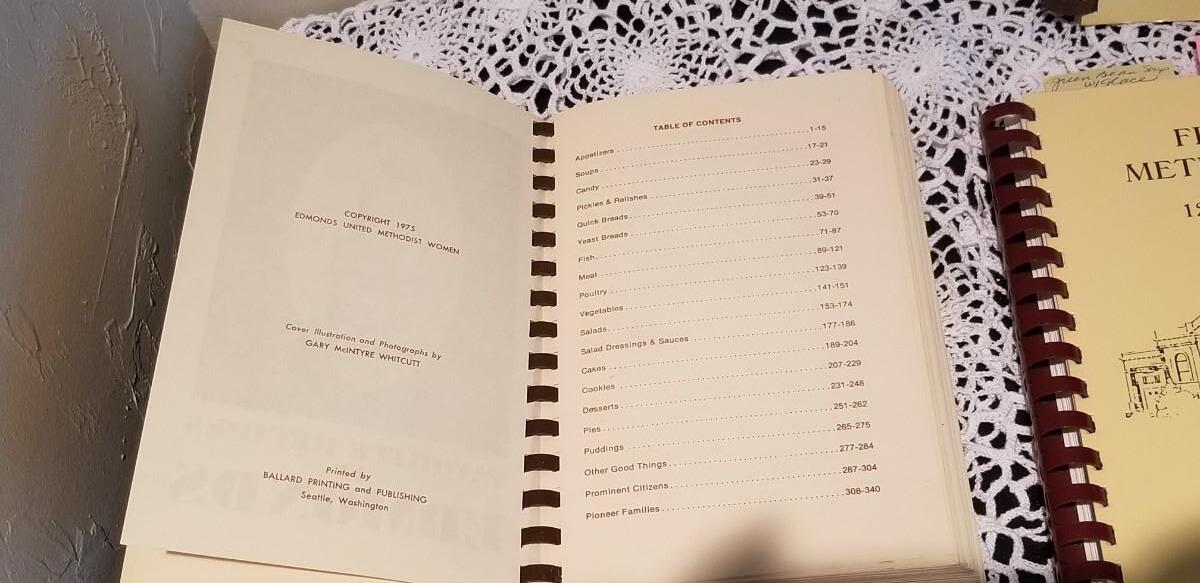 COPYRIGHT 1975
EDMONDS UNITED METHODIST WOMEN
Cover Illustration and Photographs by
GARY McINTYRE WHITCUTT
Printed by
BALLARD PRINTING and PUBLISHING
Seattle, Washington
TABLE OF CONTENTS
Appetizers 1-15
Soups 17-21
Candy 23-29
Pickles & Relishes 31-37
Quick Breads 39-51
Yeast Breads 53-70
Fish 71-87
Meat 89-121
Poultry 123-139
Vegetables 141-151
Salads 153-174
Salad Dressings & Sauces 177-186
Cakes 189-204
Cookies 207-229
Desserts 231-248
Pies 251-262
Puddings 265-275
Other Good Things 277-284
Prominent Citizens 287-304
Pioneer Families 308-340
green Bean
METH